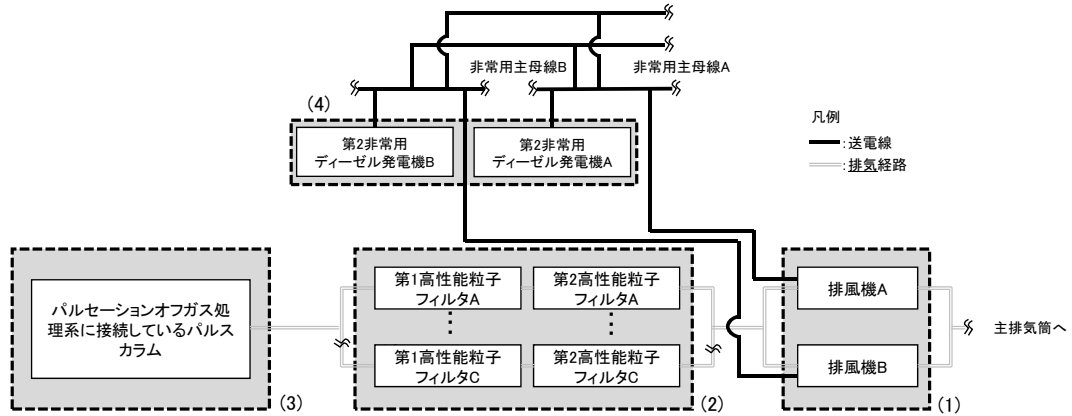 非常用主母線B
非常用主母線A
(4)
第2非常用
ディーゼル発電機B
第2非常用
ディーゼル発電機A
凡例
:送電線
:排気経路
パルセーションオフガス処
理系に接続しているパルス
カラム
(3)
第1高性能粒子
フィルタA
第2高性能粒子
フィルタA
第1高性能粒子
フィルタC
第2高性能粒子
フィルタC
(2)
排風機A
排風機B
(1)
主排気筒へ